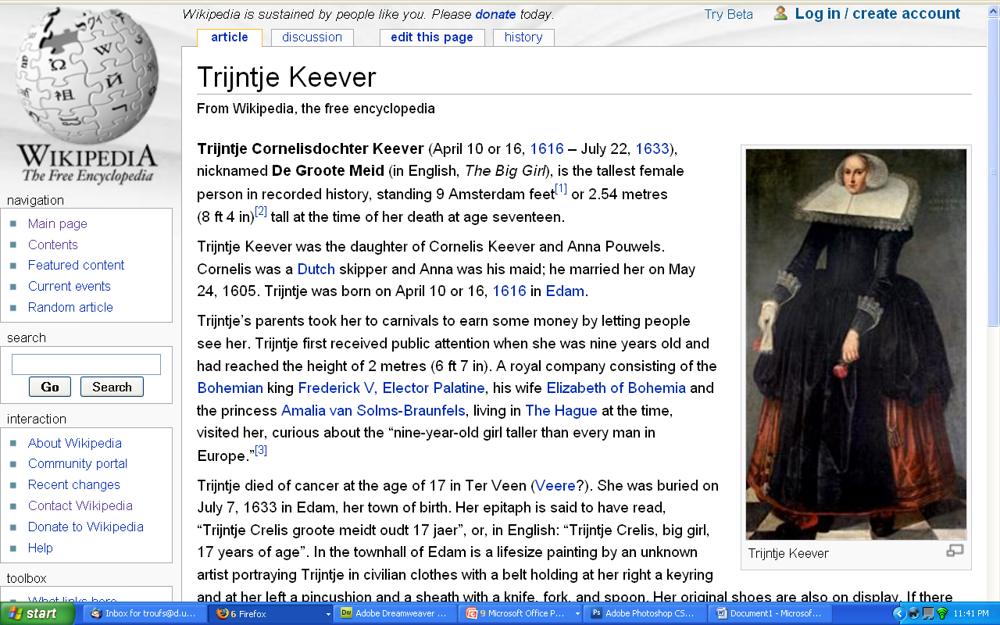 Wikipedia is sustained by people like you. Please donate today.
Try Beta
Log in / create account
article
discussion
edit this page
history
WIKIPEDIA
The Free Encyclopedia
navigation
Main page
Contents
Featured content
Current events
Random article
search
Go
Search
interaction
About Wikipedia
Community portal
Recent changes
Contact Wikipedia
Donate to Wikipedia
Help
toolbox
What links here
Trijntje Keever
From Wikipedia, the free encyclopedia
Trijntje Cornelisdochter Keever (April 10 or 16, 1616 – July 22, 1633),
nicknamed De Groote Meid (in English, The Big Girl), is the tallest female
person in recorded history, standing 9 Amsterdam feet[1] or 2.54 metres
(8 ft 4 in)[2] tall at the time of her death at age seventeen.
Trijntje Keever was the daughter of Cornelis Keever and Anna Pouwels.
Cornelis was a Dutch skipper and Anna was his maid; he married her on May
24, 1605. Trijntje was born on April 10 or 16, 1616 in Edam.
Trijntje’s parents took her to carnivals to earn some money by letting people
see her. Trijntje first received public attention when she was nine years old and
had reached the height of 2 metres (6 ft 7 in). A royal company consisting of the
Bohemian king Frederick V, Elector Palatine, his wife Elizabeth of Bohemia and
the princess Amalia van Solms-Braunfels, living in The Hague at the time,
visited her, curious about the “nine-year-old girl taller than every man in
Europe.”[3]
Trijntje died of cancer at the age of 17 in Ter Veen (Veere?). She was buried on
July 7, 1633 in Edam, her town of birth. Her epitaph is said to have read,
“Trijntje Crelis groote meidt oudt 17 jaer”, or, in English: “Trijntje Crelis, big girl,
17 years of age”. In the townhall of Edam is a lifesize painting by an unknown
artist portraying Trijntje in civilian clothes with a belt holding at her right a keyring
and at her left a pincushion and a sheath with a knife, fork, and spoon. Her original shoes are also on display. If there
Trijntje Keever
start
Inbox for troufs@d.u...
6 Firefox
Adobe Dreamweaver ...
9 Microsoft Office P...
Adobe Photoshop CS...
Document1 - Microsof...
11:41 PM